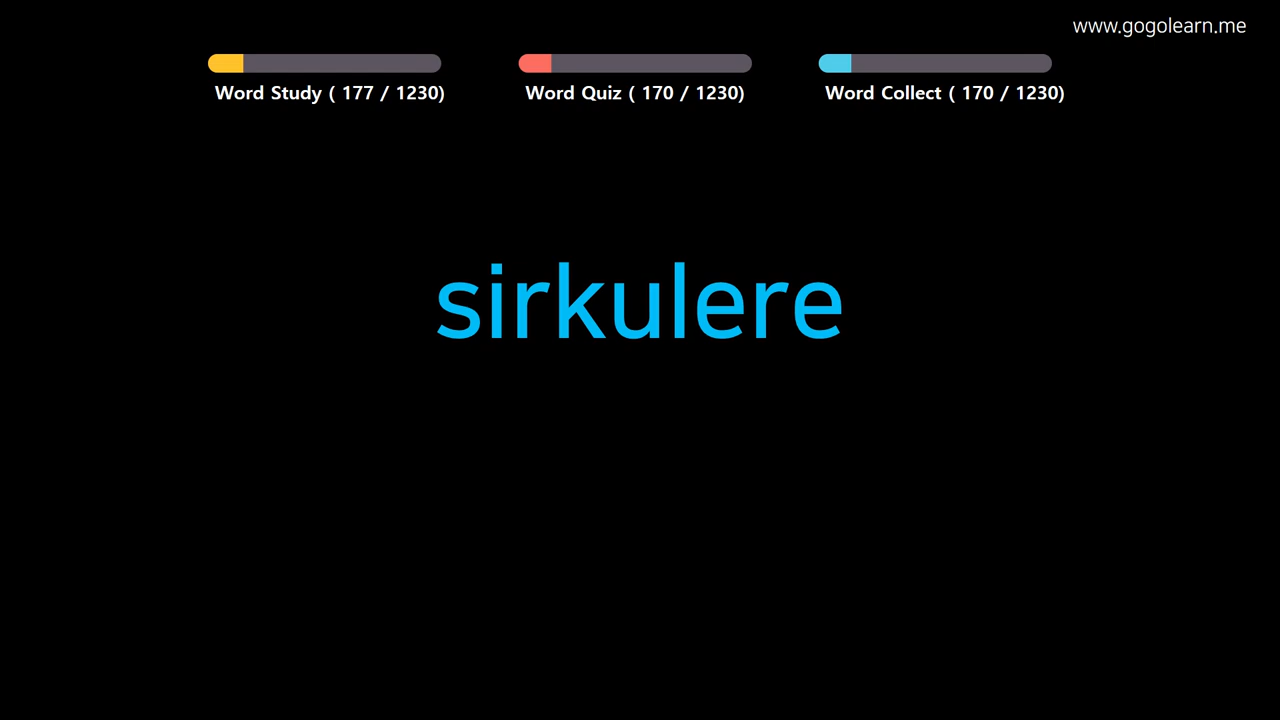 www.gogolearn.me
Word Study ( 177 / 1230)
Word Quiz ( 170 / 1230)
Word Collect ( 170 / 1230)
sirkulere